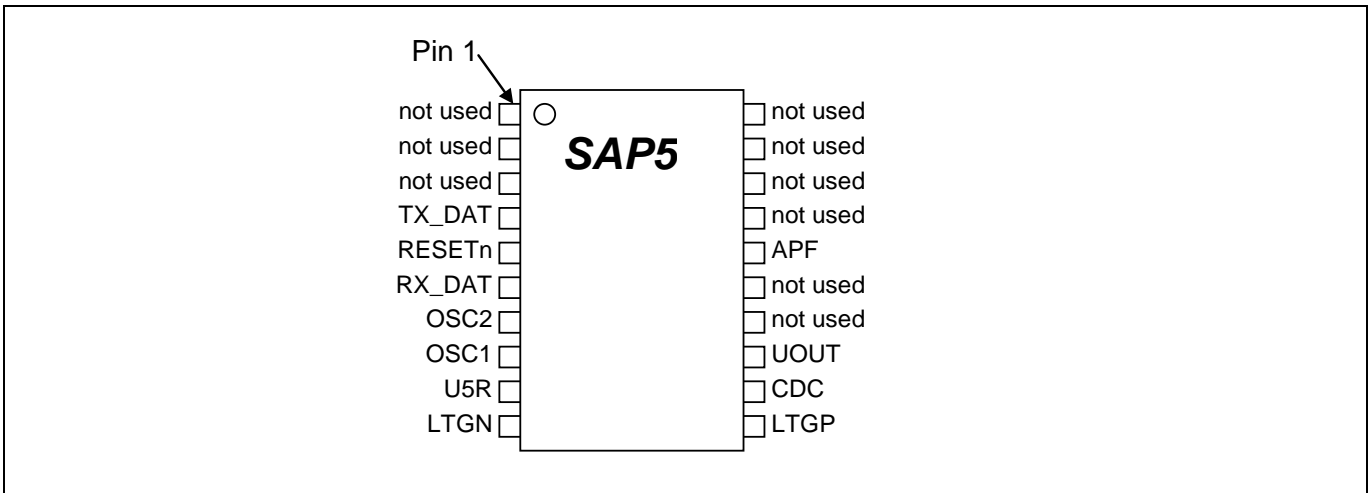 Pin 1
SAP5
not used
not used
not used
TX_DAT
RESETn
RX_DAT
OSC2
OSC1
U5R
LTGN
not used
not used
not used
not used
APF
not used
not used
UOUT
CDC
LTGP